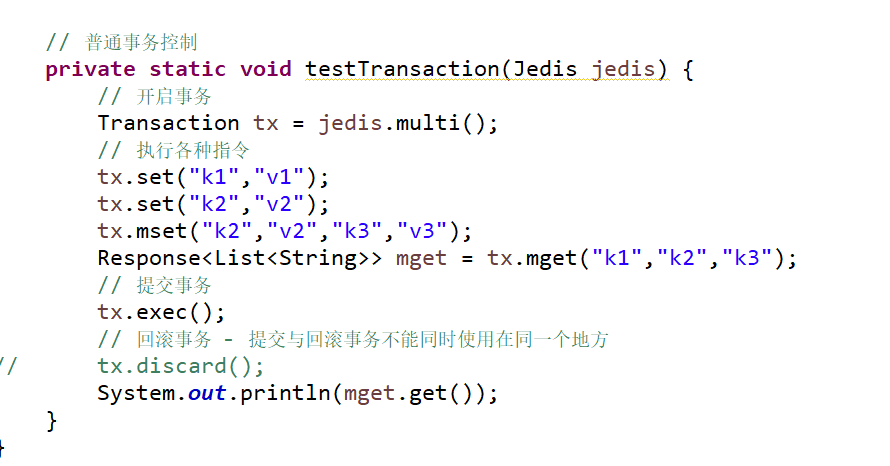 // 普通事务控制
private static void testTransaction(Jedis jedis) {
// 开启事务
Transaction tx = jedis.multi();
// 执行各种指令
tx.set("k1","v1");
tx.set("k2","v2");
tx.mset("k2","v2","k3","v3");
Response<List<String>> mget = tx.mget("k1","k2","k3");
// 提交事务
tx.exec();
// 回滚事务 - 提交与回滚事务不能同时使用在同一个地方
// tx.discard();
System.out.println(mget.get());
}
}